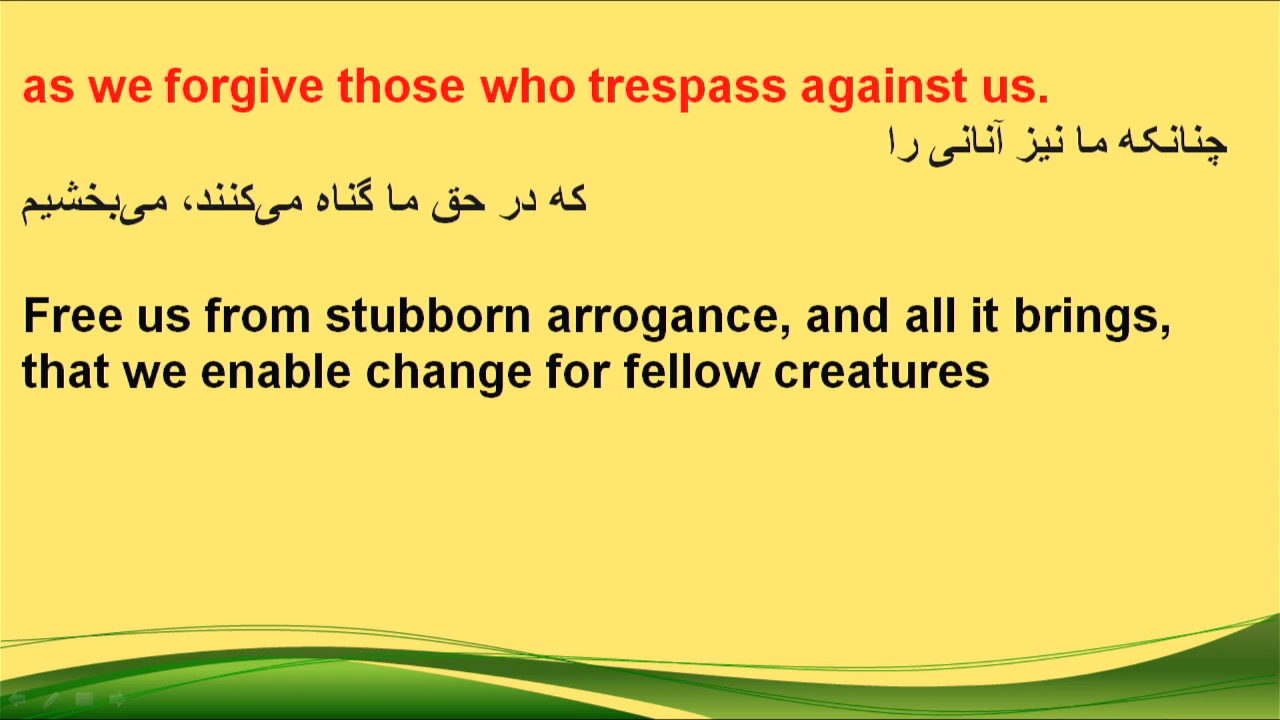 as we forgive those who trespass against us.
چنانکه ما نیز آنانی را
که در حق ما گناه می‌کنند، می‌بخشیم
Free us from stubborn arrogance, and all it brings,
that we enable change for fellow creatures